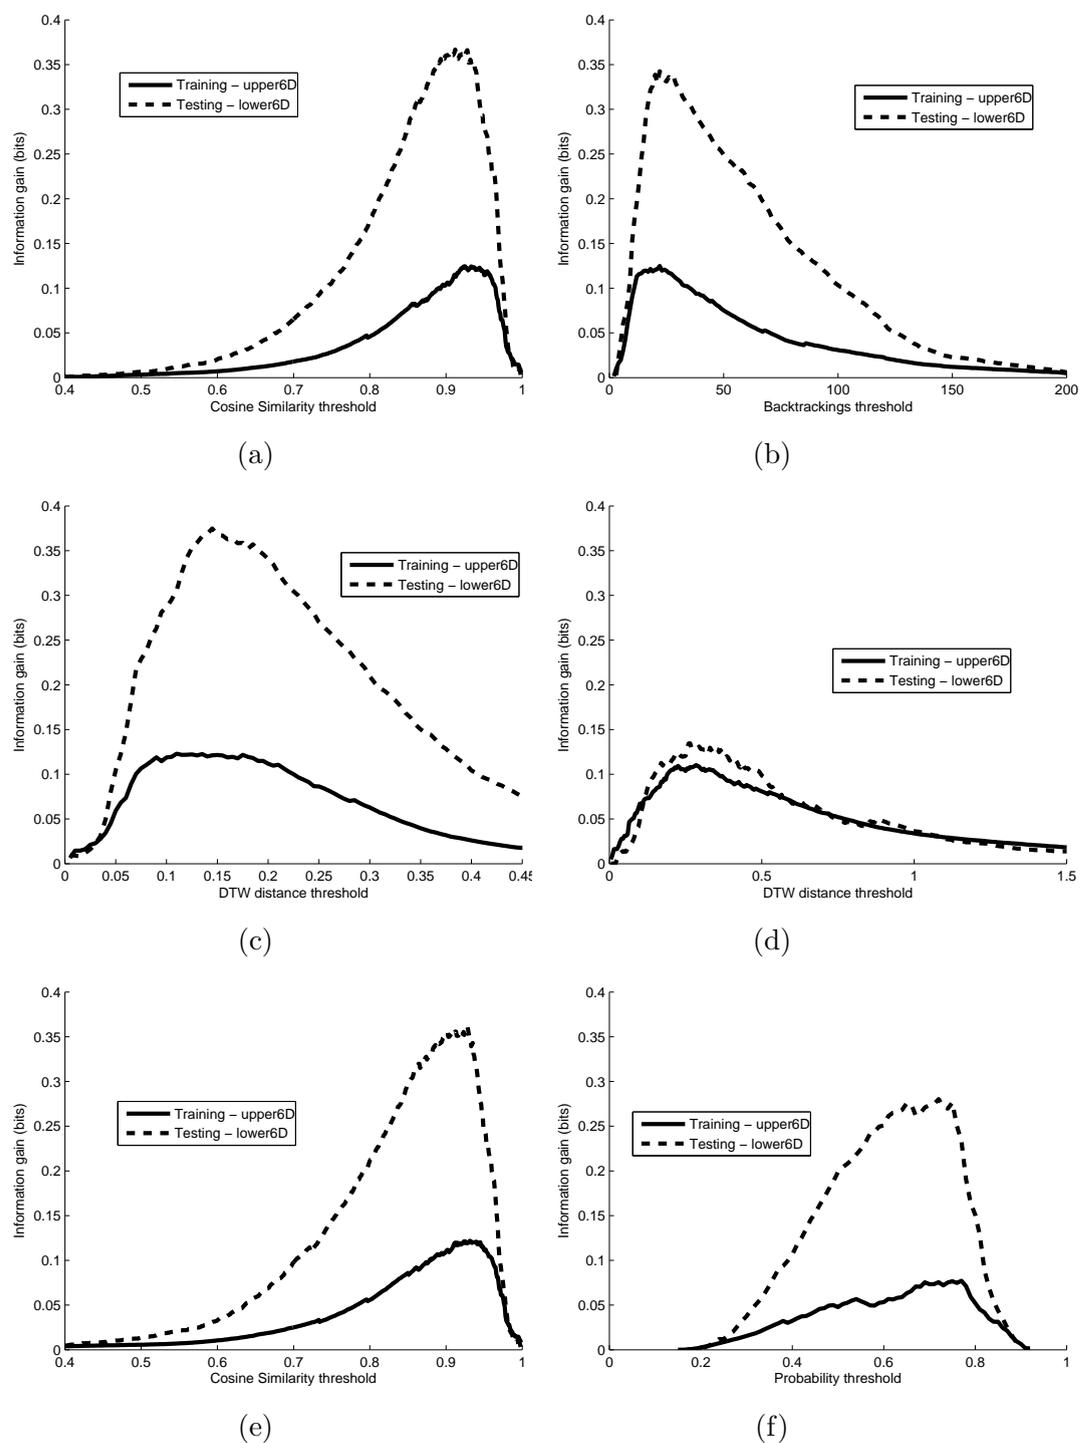 0.4
0.35
0.3
0.25
0.2
0.15
0.1
0.05
0
Information gain (bits)
Training – upper6D
Testing – lower6D
0.4 0.5 0.6 0.7 0.8 0.9 1
Cosine Similarity threshold
(a)
0.4
0.35
0.3
0.25
0.2
0.15
0.1
0.05
0
Information gain (bits)
Training – upper6D
Testing – lower6D
0 50 100 150 200
Backtrackings threshold
(b)
0.4
0.35
0.3
0.25
0.2
0.15
0.1
0.05
0
Information gain (bits)
Training – upper6D
Testing – lower6D
0 0.05 0.1 0.15 0.2 0.25 0.3 0.35 0.4 0.45
DTW distance threshold
(c)
0.4
0.35
0.3
0.25
0.2
0.15
0.1
0.05
0
Information gain (bits)
Training – upper6D
Testing – lower6D
0 0.5 1 1.5
DTW distance threshold
(d)
0.4
0.35
0.3
0.25
0.2
0.15
0.1
0.05
0
Information gain (bits)
Training – upper6D
Testing – lower6D
0.4 0.5 0.6 0.7 0.8 0.9 1
Cosine Similarity threshold
(e)
0.4
0.35
0.3
0.25
0.2
0.15
0.1
0.05
0
Information gain (bits)
Training – upper6D
Testing – lower6D
0 0.2 0.4 0.6 0.8 1
Probability threshold
(f)